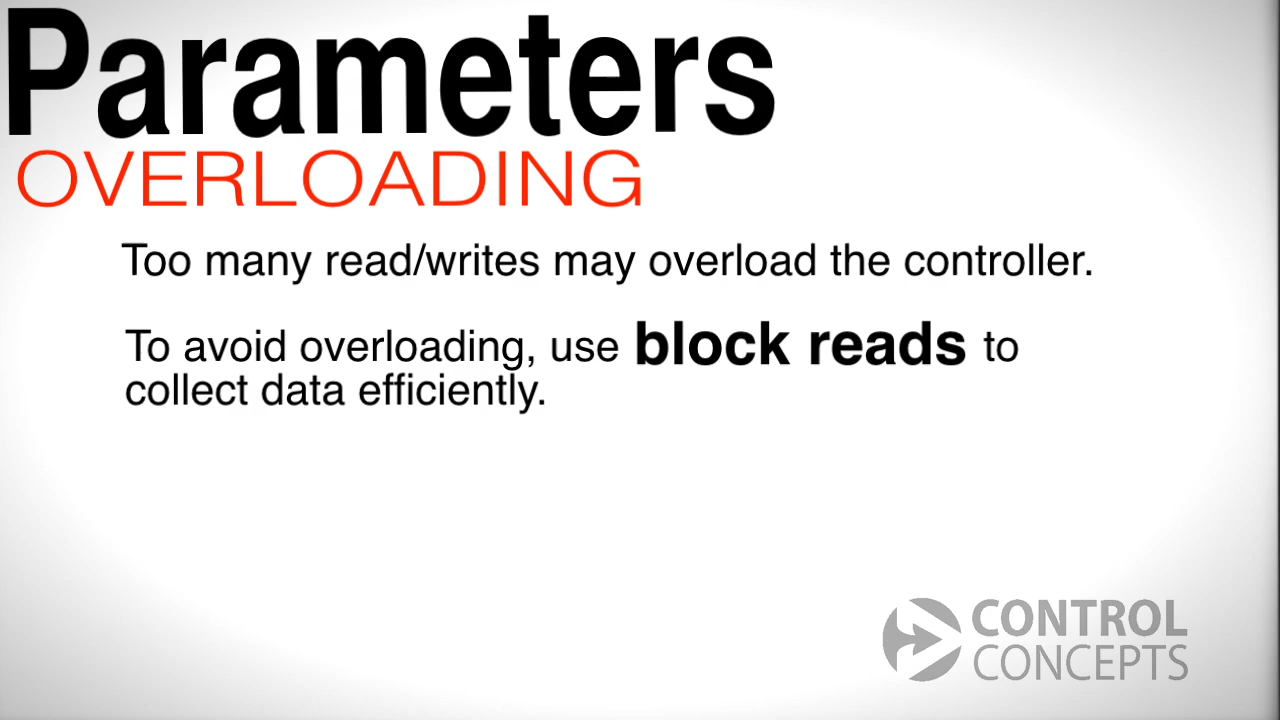 Parameters
OVERLOADING
Too many read/writes may overload the controller.
To avoid overloading, use block reads to
collect data efficiently.
CONTROL
CONCEPTS